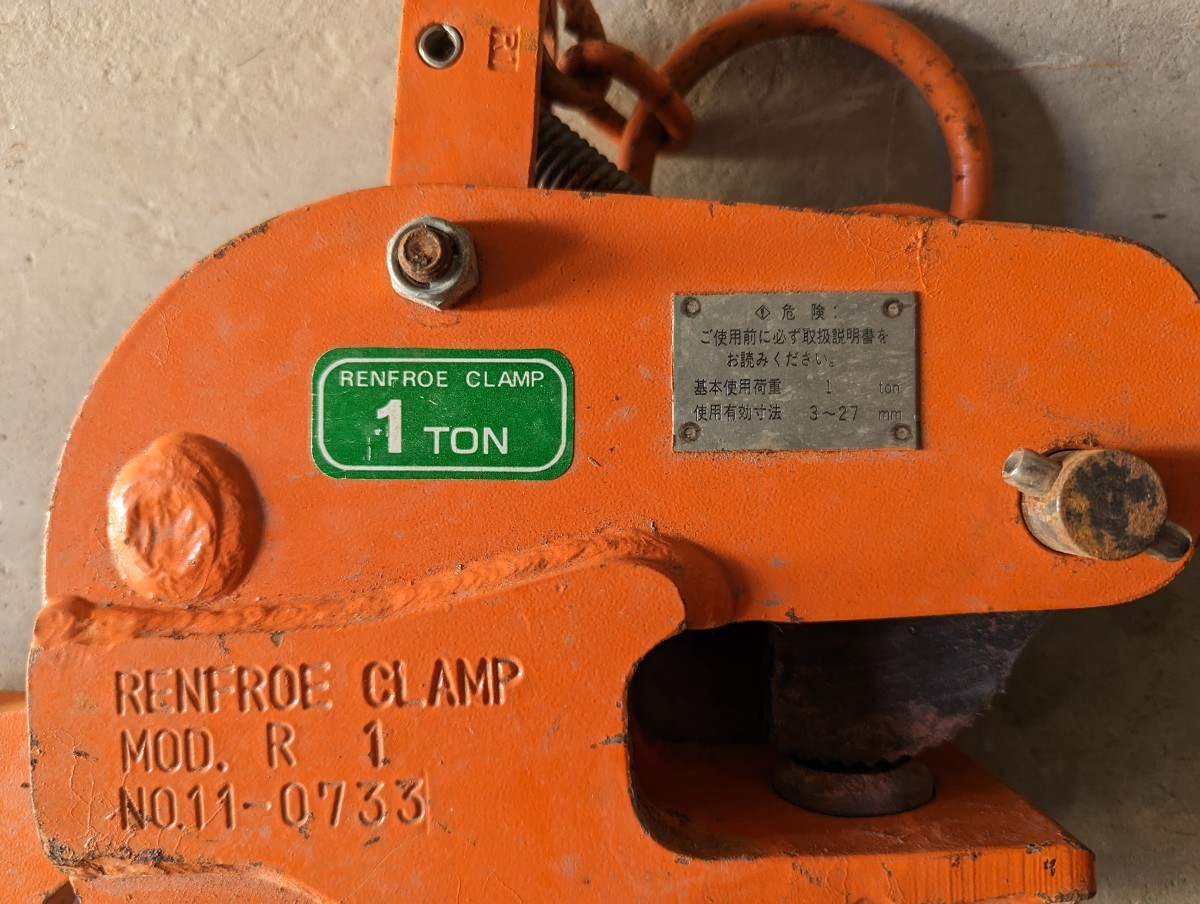 R1
RENFROE CLAMP
1 TON
危険:
ご使用前に必ず取扱説明書を
お読みください。
基本使用荷重 1 ton
使用有効寸法 3～27 mm
RENFROE CLAMP
MOD. R 1
NO.11-0733